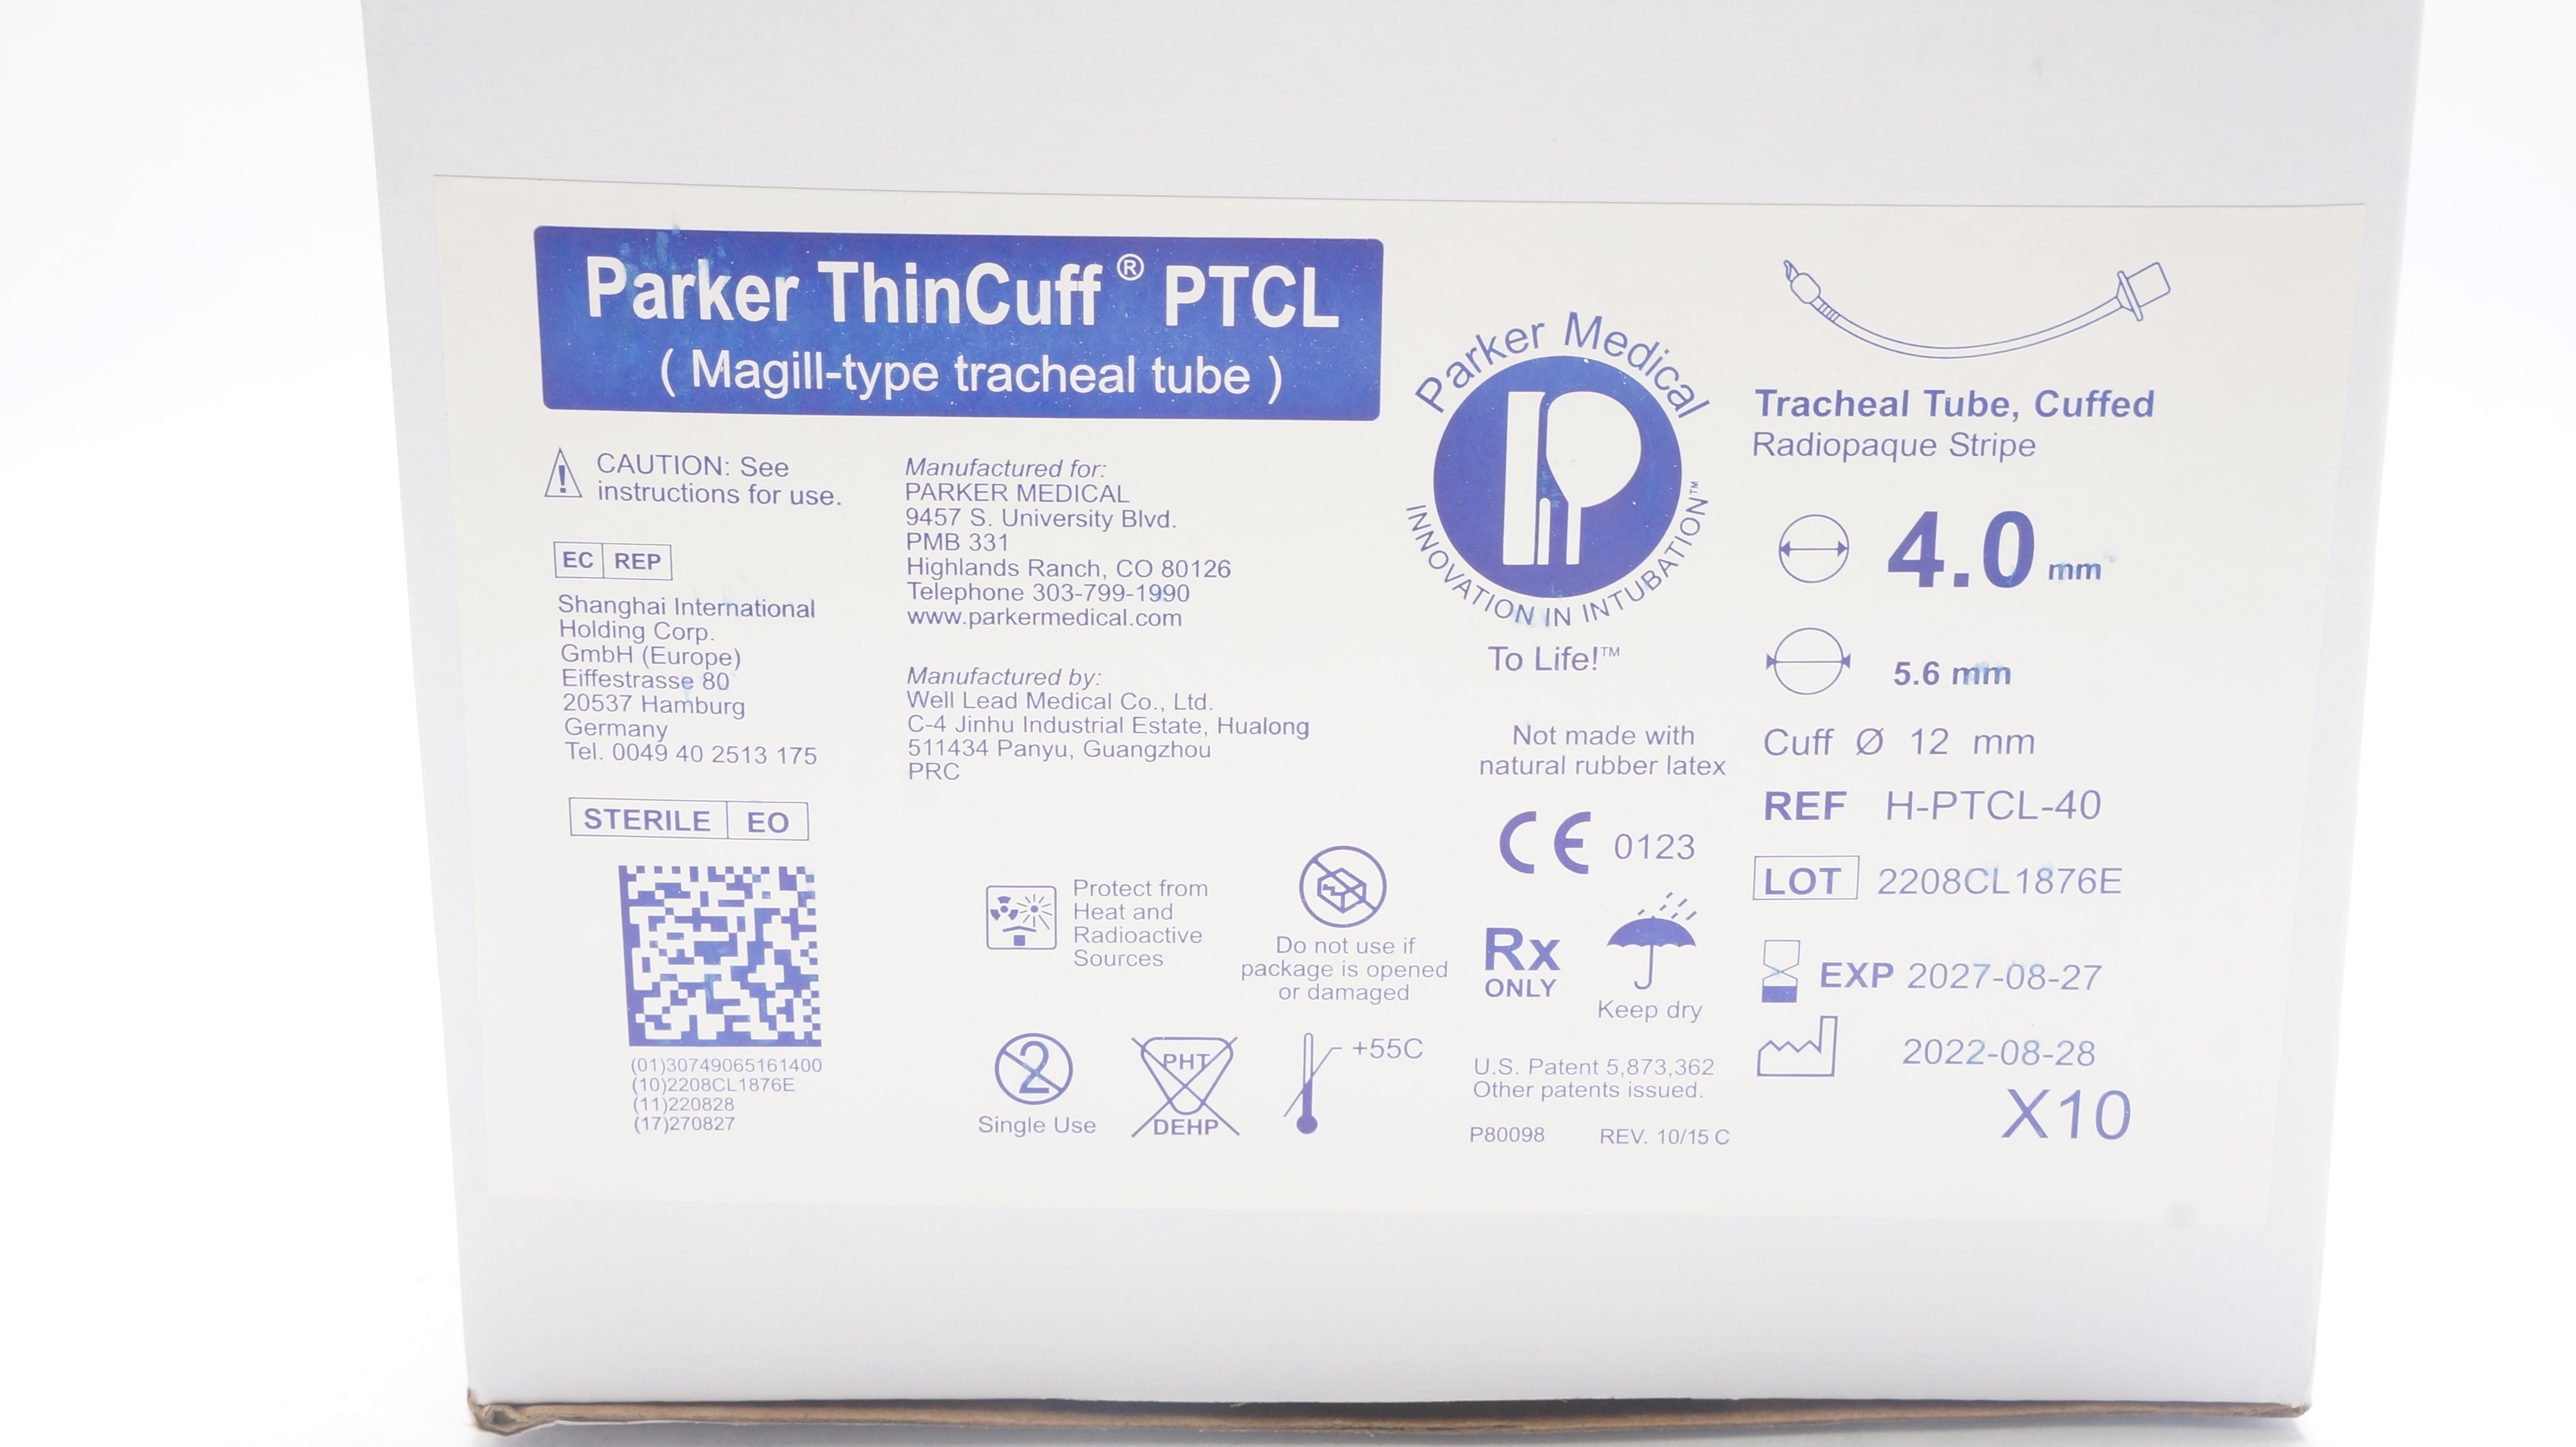 Parker ThinCuff® PTCL
( Magill-type tracheal tube )
! CAUTION: See
instructions for use.
EC REP
Shanghai International
Holding Corp.
GmbH (Europe)
Eiffestrasse 80
20537 Hamburg
Germany
Tel. 0049 40 2513 175
STERILE EO
(01)30749065161400
(10)2208CL1876E
(11)220828
(17)270827
Manufactured for:
PARKER MEDICAL
9457 S. University Blvd.
PMB 331
Highlands Ranch, CO 80126
Telephone 303-799-1990
www.parkermedical.com
Manufactured by:
Well Lead Medical Co., Ltd.
C-4 Jinhu Industrial Estate, Hualong
511434 Panyu, Guangzhou
PRC
Protect from
Heat and
Radioactive
Sources
Do not use if
package is opened
or damaged
2
Single Use
PHT
DEHP
+55C
Parker Medical
P
INNOVATION IN INTUBATION™
To Life!™
Not made with
natural rubber latex
CE 0123
Rx
ONLY
Keep dry
U.S. Patent 5,873,362
Other patents issued.
P80098 REV. 10/15 C
Tracheal Tube, Cuffed
Radiopaque Stripe
4.0 mm
5.6 mm
Cuff Ø 12 mm
REF H-PTCL-40
LOT 2208CL1876E
EXP 2027-08-27
2022-08-28
X10